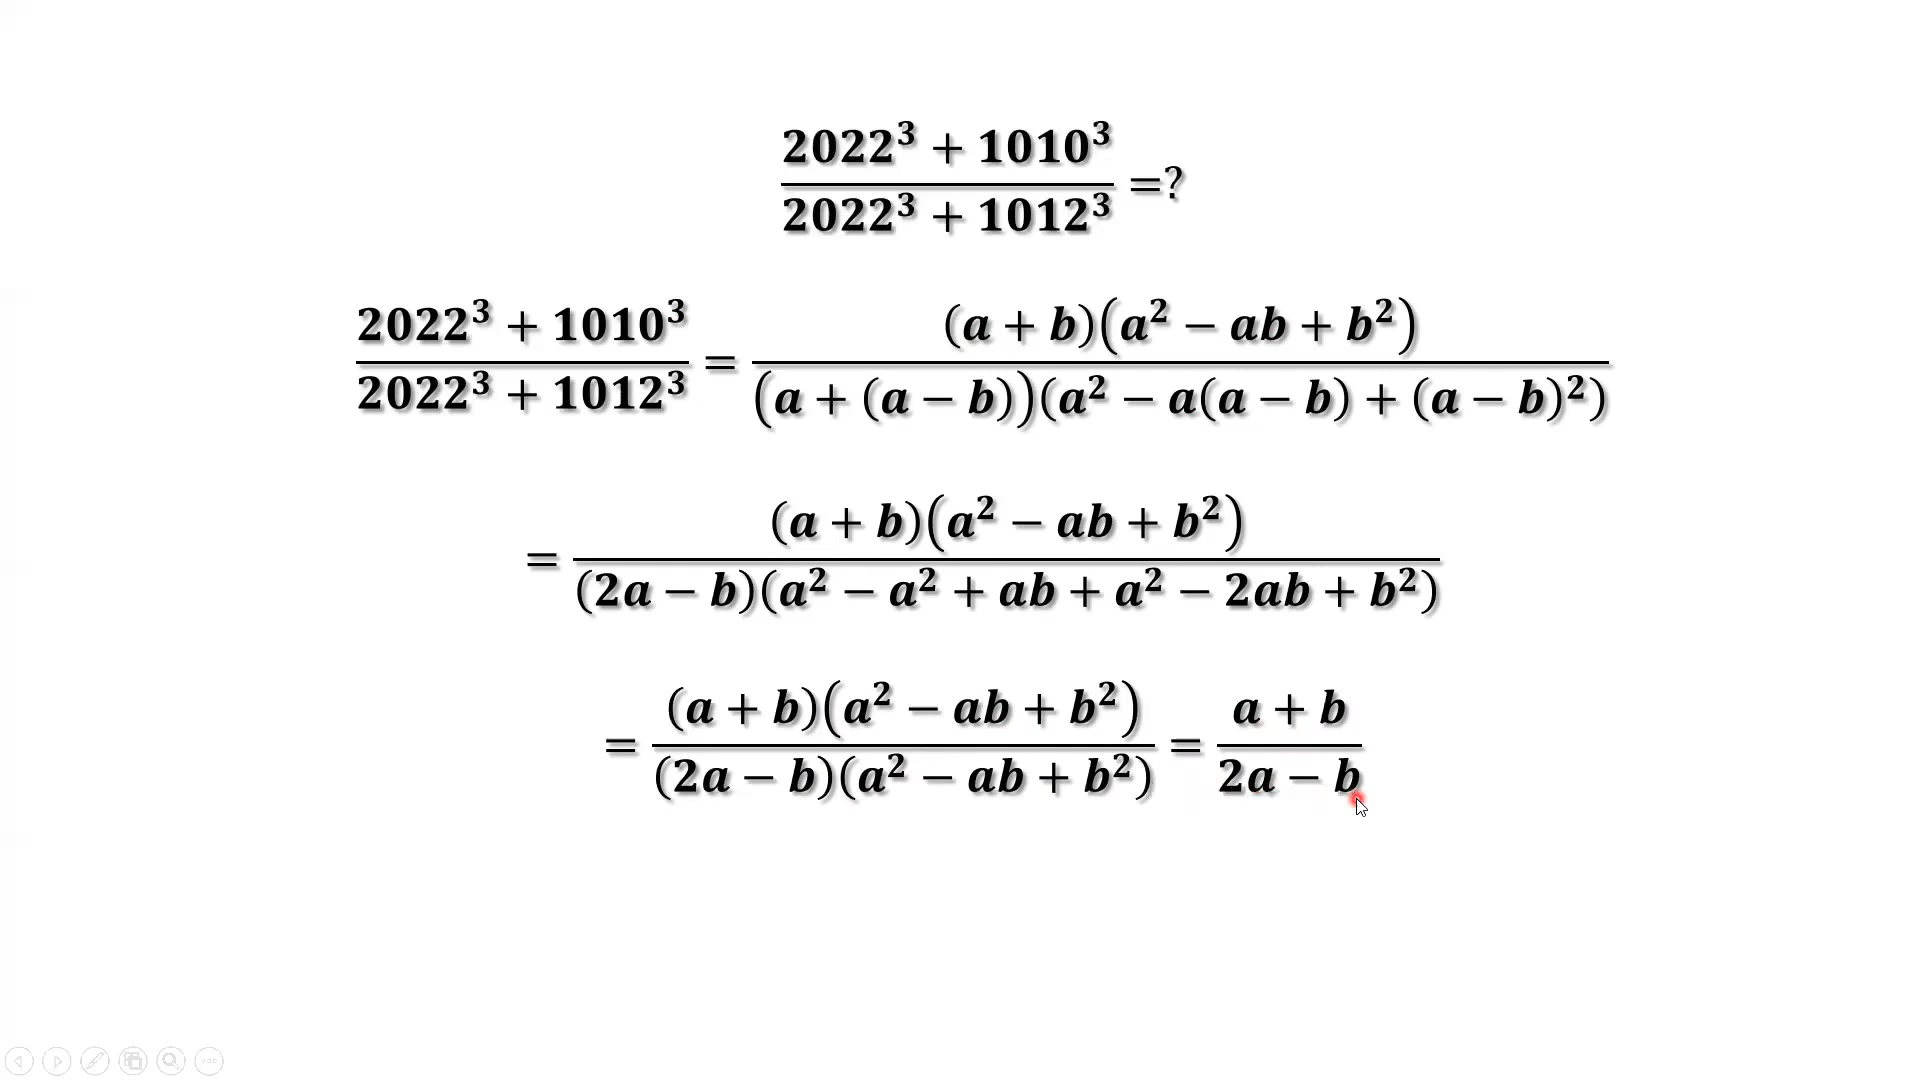 (2022³ + 1010³)/(2022³ + 1012³) =?
(2022³ + 1010³)/(2022³ + 1012³) = ((a + b)(a² − ab + b²))/((a + (a − b))(a² − a(a − b) + (a − b)²))
= ((a + b)(a² − ab + b²))/((2a − b)(a² − a² + ab + a² − 2ab + b²))
= ((a + b)(a² − ab + b²))/((2a − b)(a² − ab + b²)) = (a + b)/(2a − b)